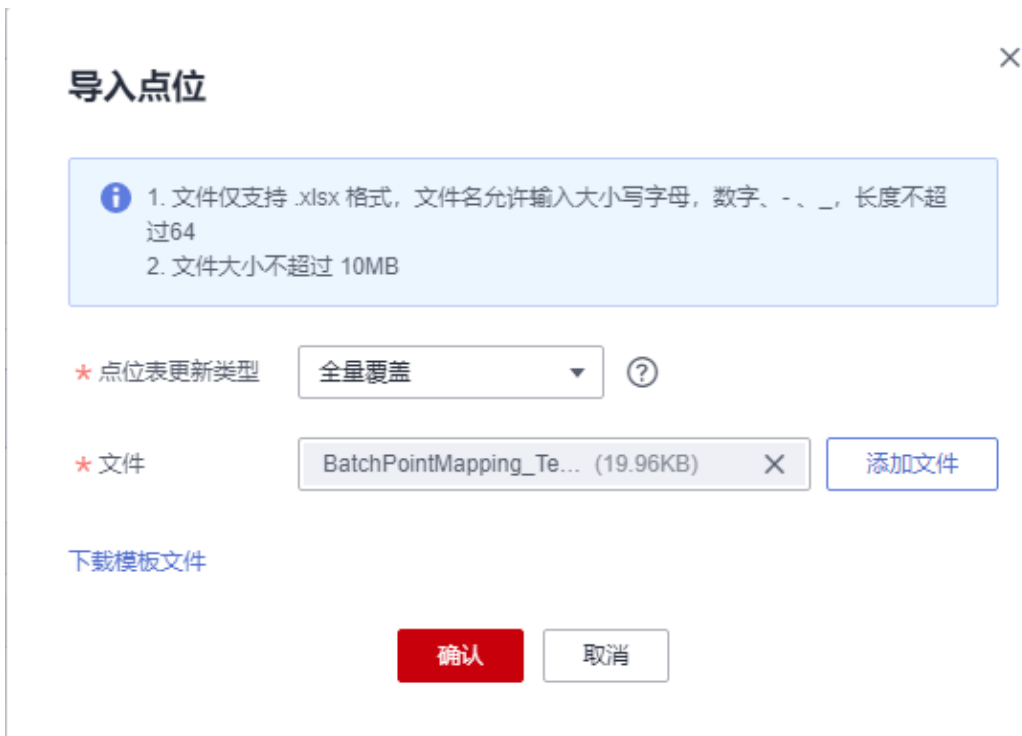 导入点位
1. 文件仅支持 .xlsx 格式，文件名允许输入大小写字母，数字、- 、_，长度不超
过64
2. 文件大小不超过 10MB
* 点位表更新类型 全量覆盖 ?
* 文件 BatchPointMapping_Te... (19.96KB) 添加文件
下载模板文件
确认 取消